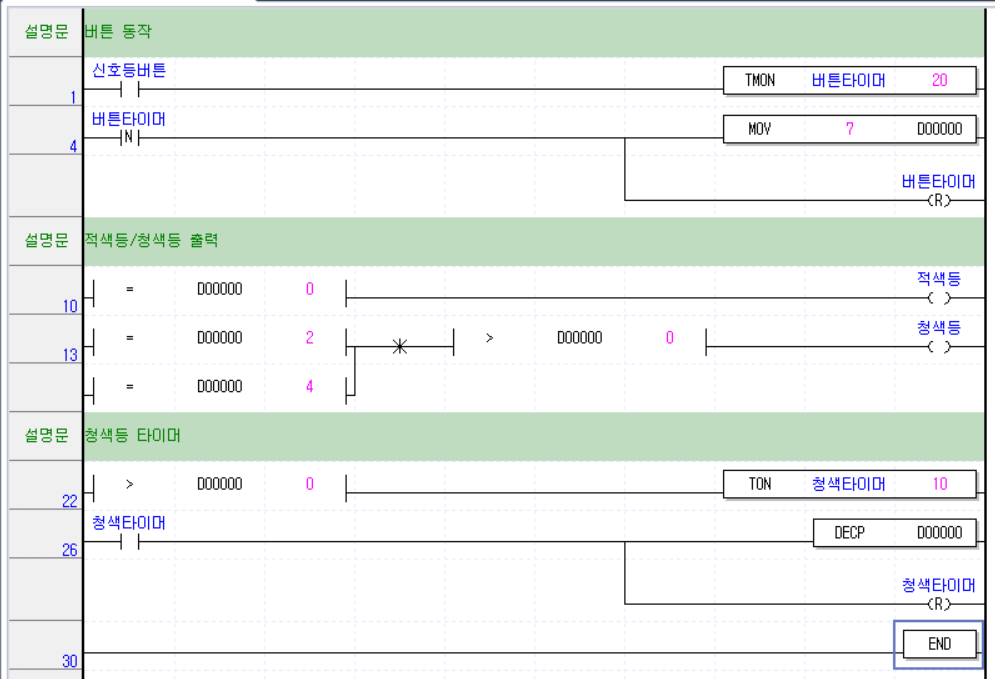 설명문 버튼 동작
신호등버튼
1 TMON 버튼타이머 20
버튼타이머
4 N MOV 7 D00000
버튼타이머
R
설명문 적색등/청색등 출력
적색등
10 = D00000 0
청색등
13 = D00000 2 > D00000 0
= D00000 4
설명문 청색등 타이머
22 > D00000 0 TON 청색타이머 10
청색타이머
26 DECP D00000
청색타이머
R
30 END